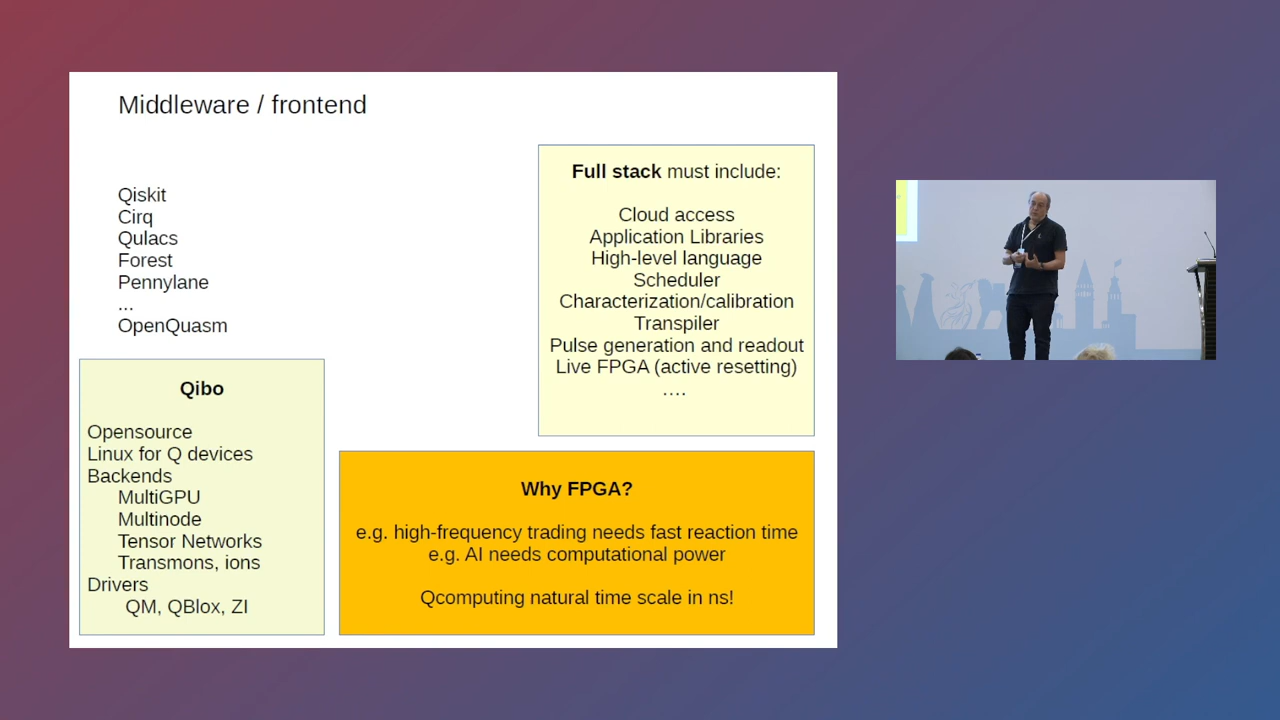 Middleware / frontend
Qiskit
Cirq
Qulacs
Forest
Pennylane
...
OpenQuasm
Full stack must include:
Cloud access
Application Libraries
High-level language
Scheduler
Characterization/calibration
Transpiler
Pulse generation and readout
Live FPGA (active resetting)
....
Qibo
Opensource
Linux for Q devices
Backends
MultiGPU
Multinode
Tensor Networks
Transmons, ions
Drivers
QM, QBlox, ZI
Why FPGA?
e.g. high-frequency trading needs fast reaction time
e.g. AI needs computational power
Qcomputing natural time scale in ns!